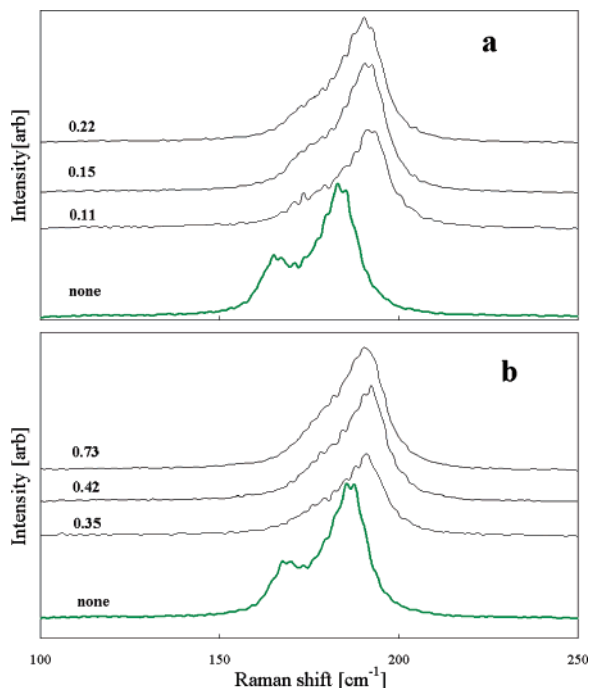 a
Intensity[arb]
0.22
0.15
0.11
none
b
Intensity [arb]
0.73
0.42
0.35
none
100 150 200 250
Raman shift [cm⁻¹]